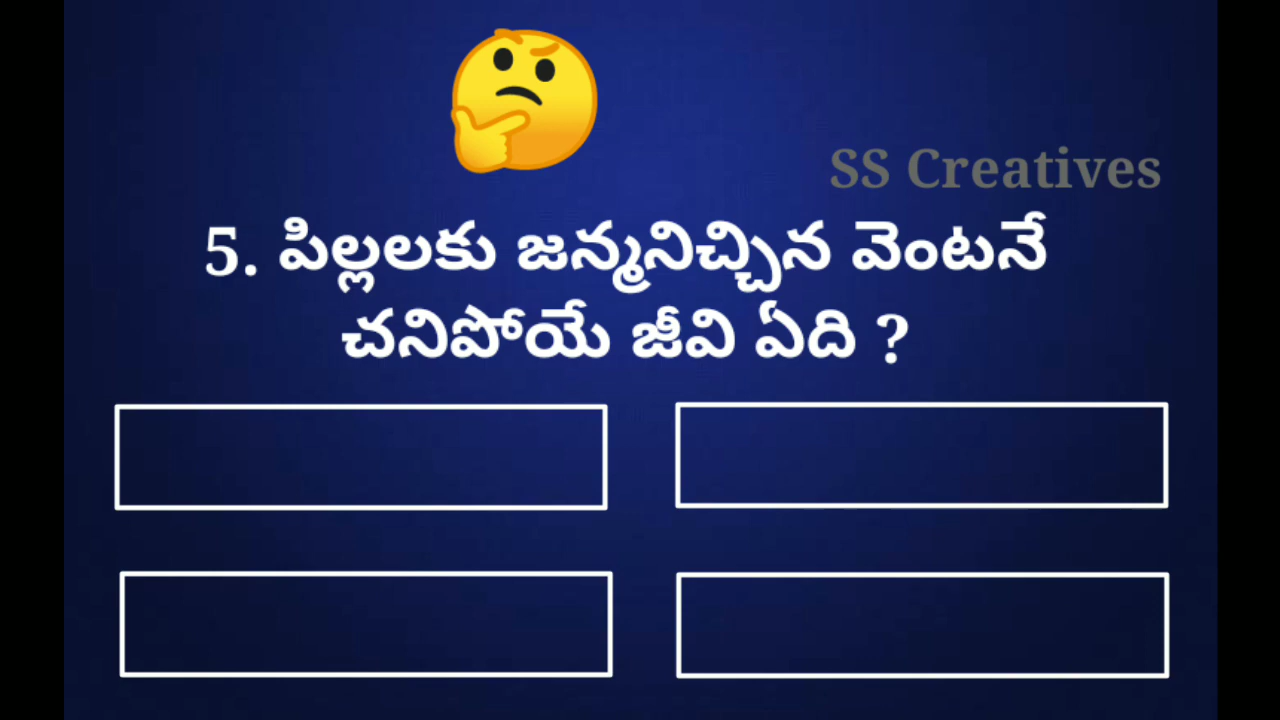 SS Creatives
5. పిల్లలకు జన్మనిచ్చిన వెంటనే
చనిపోయే జీవి ఏది ?